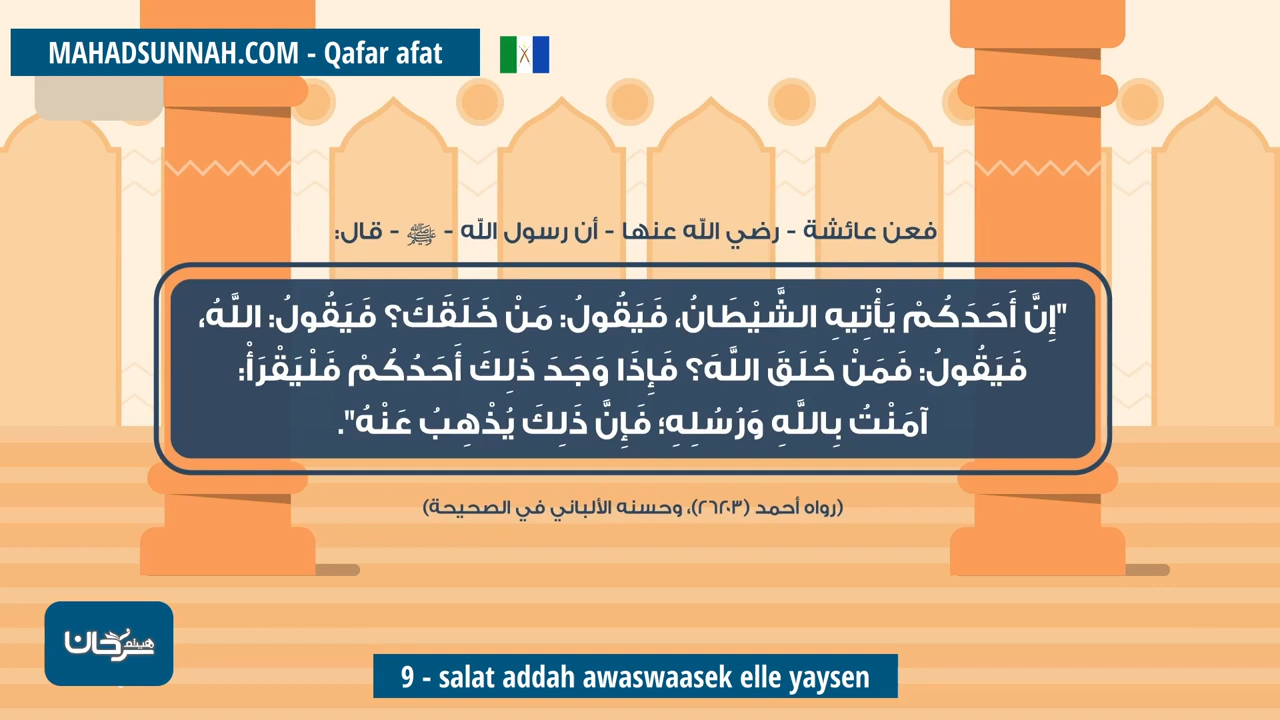 MAHADSUNNAH.COM - Qafar afat
فعن عائشة - رضي الله عنها - أن رسول الله - ﷺ - قال:
"إِنَّ أَحَدَكُمْ يَأْتِيهِ الشَّيْطَانُ، فَيَقُولُ: مَنْ خَلَقَكَ؟ فَيَقُولُ: اللَّهُ،
فَيَقُولُ: فَمَنْ خَلَقَ اللَّهَ؟ فَإِذَا وَجَدَ ذَلِكَ أَحَدُكُمْ فَلْيَقْرَأْ:
آمَنْتُ بِاللَّهِ وَرُسُلِهِ؛ فَإِنَّ ذَلِكَ يُذْهِبُ عَنْهُ".
(رواه أحمد (٢٦٢٠٣)، وحسنه الألباني في الصحيحة)
هيثم سرحان
9 - salat addah awaswaasek elle yaysen